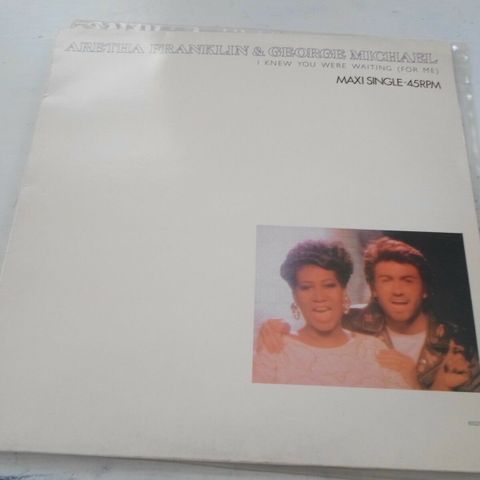 ARETHA FRANKLIN & GEORGE MICHAEL
I KNEW YOU WERE WAITING (FOR ME)
MAXI SINGLE·45RPM